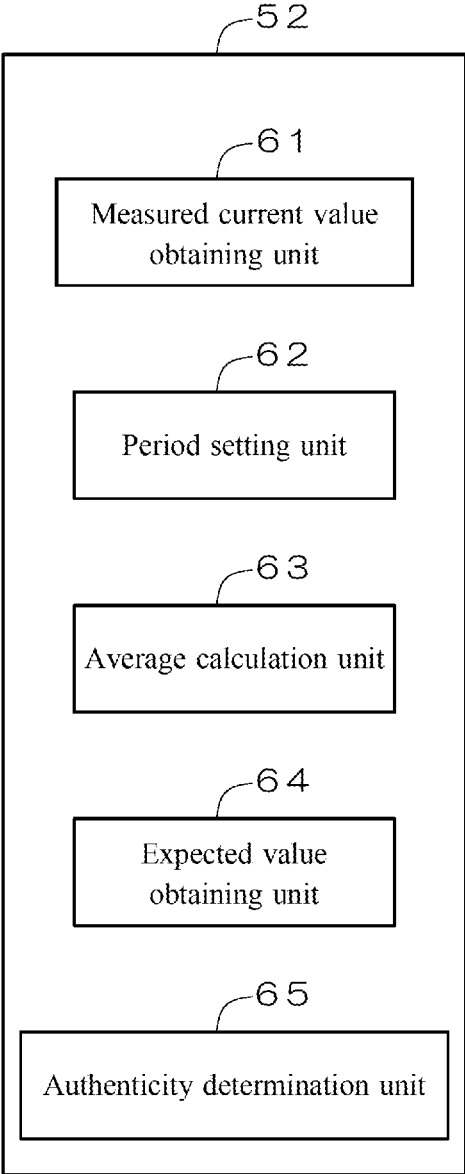 52
61
Measured current value
obtaining unit
62
Period setting unit
63
Average calculation unit
64
Expected value
obtaining unit
65
Authenticity determination unit